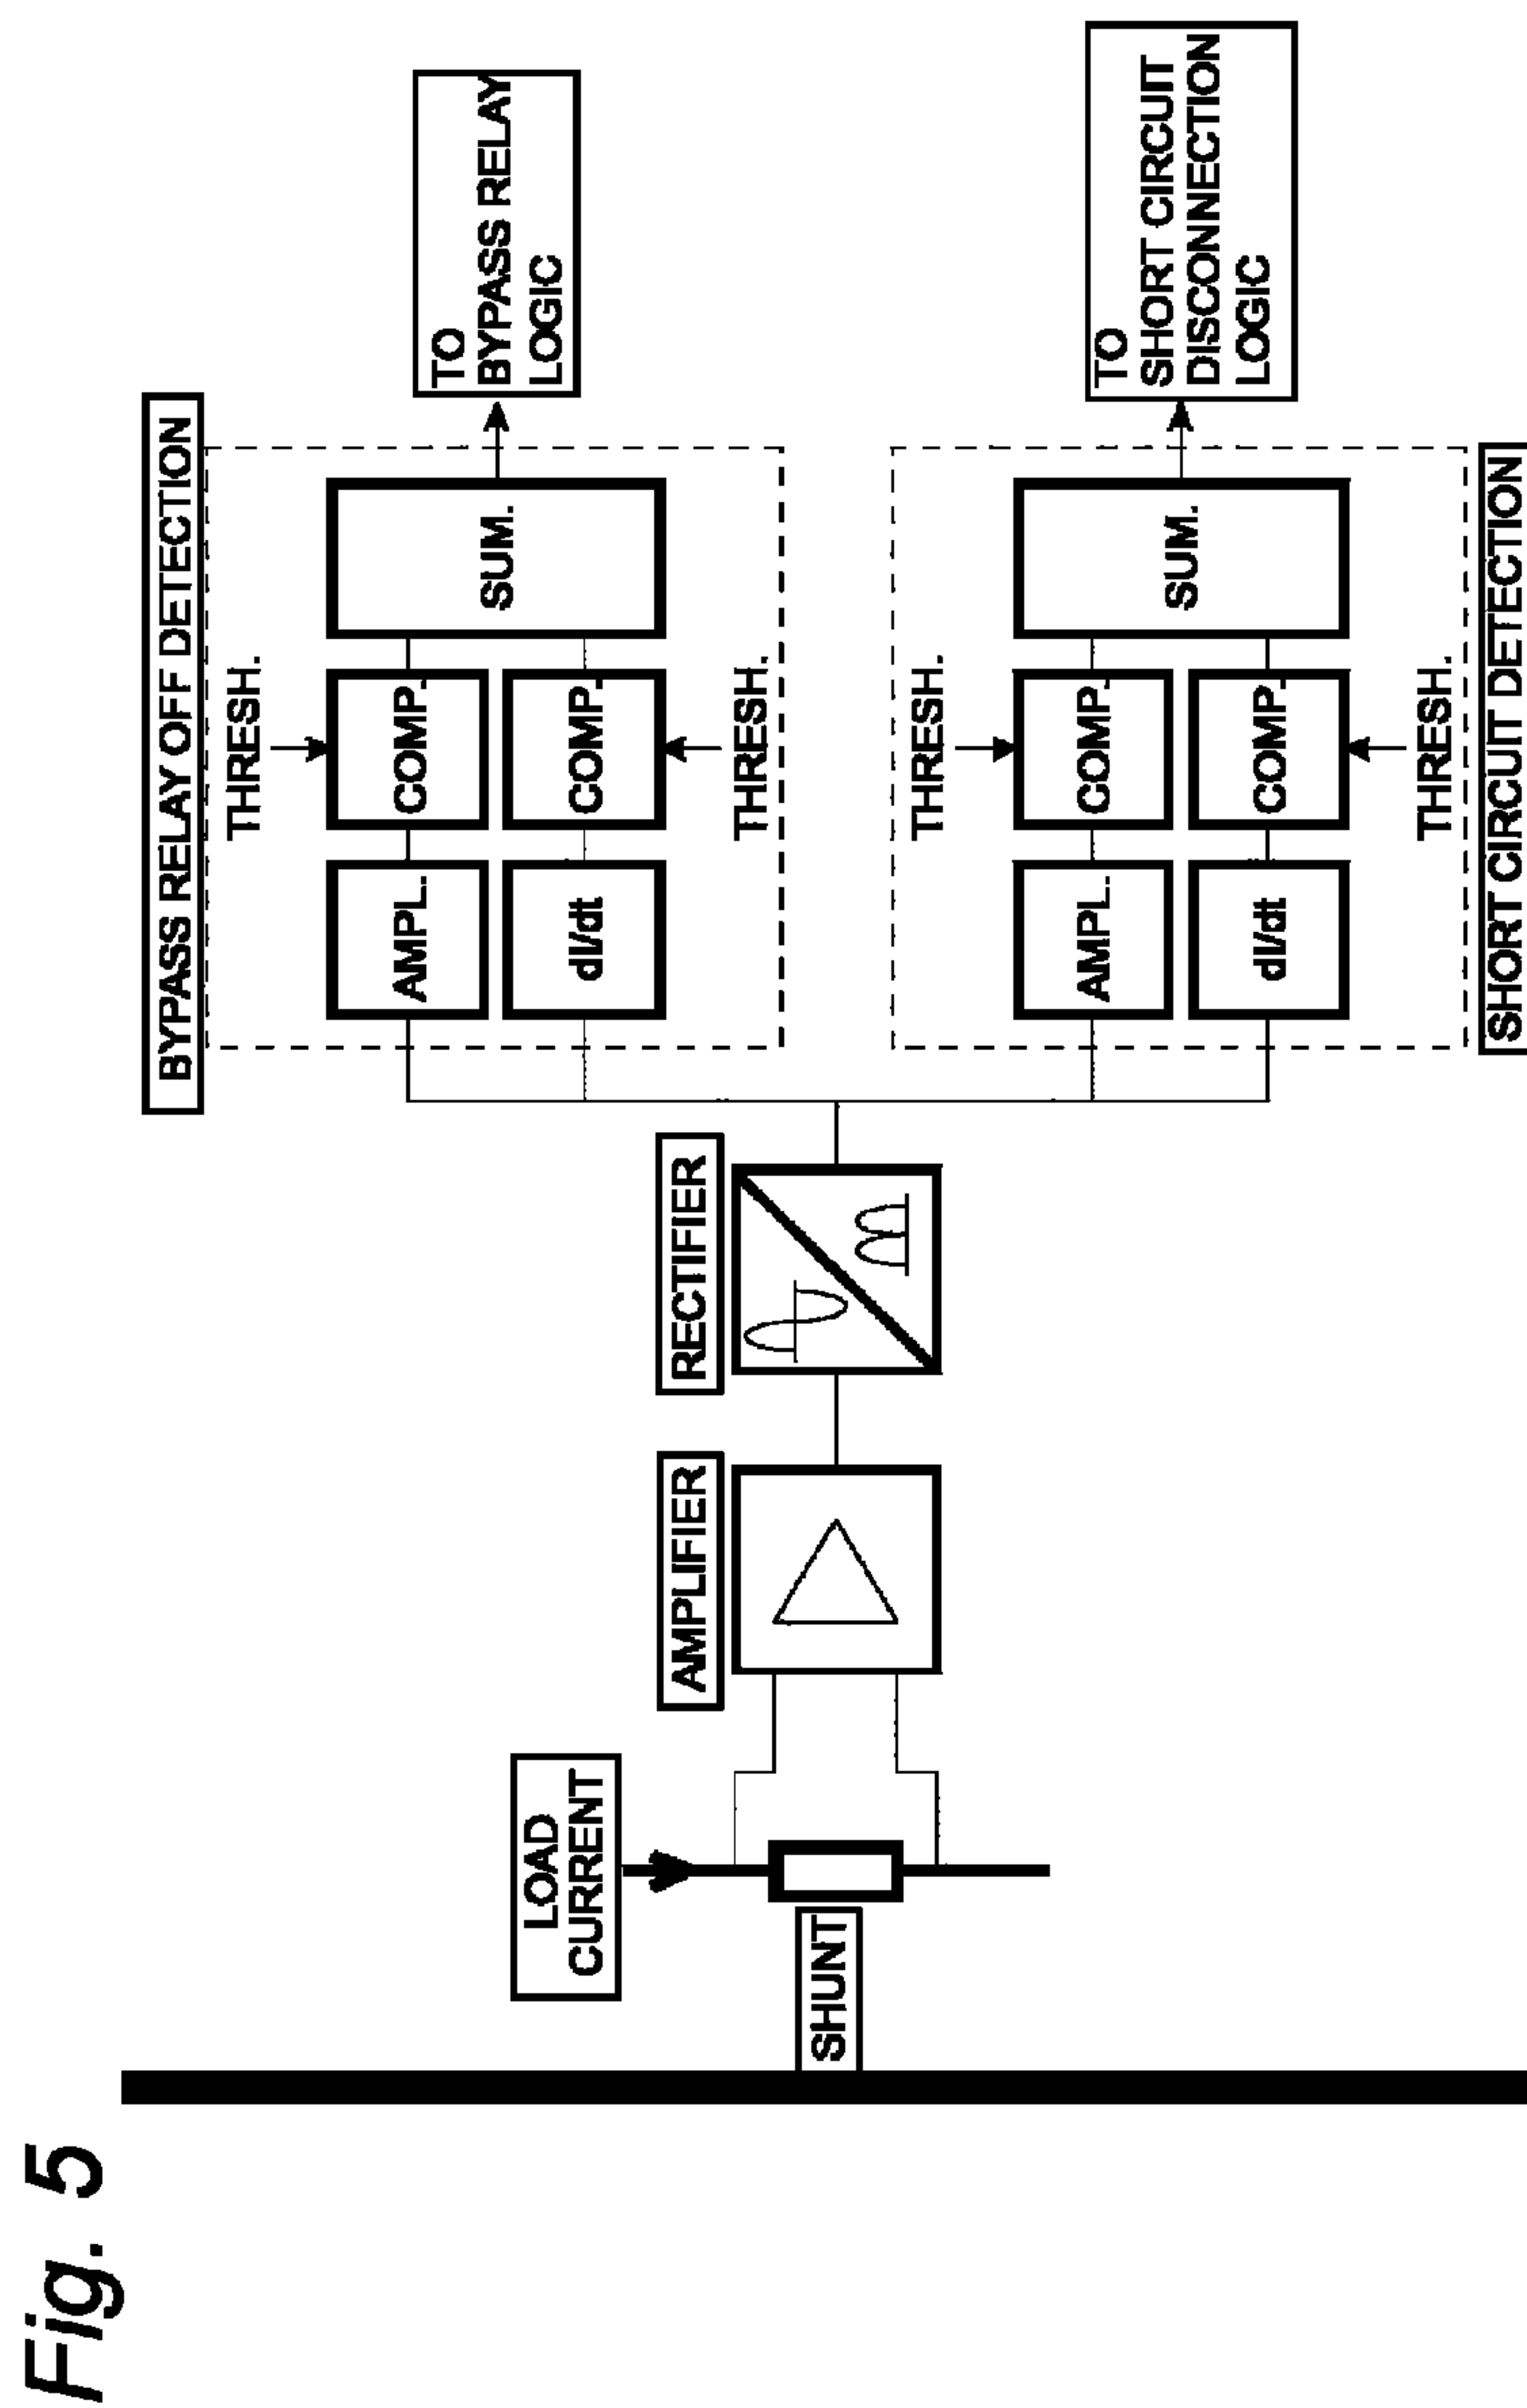 Fig. 5
BYPASS RELAY OFF DETECTION
THRESH.
LOAD
CURRENT
AMPL.
COMP.
SUM.
TO
BYPASS RELAY
LOGIC
dI/dt
COMP.
THRESH.
AMPLIFIER
RECTIFIER
SHUNT
THRESH.
AMPL.
COMP.
SUM.
TO
SHORT CIRCUIT
DISCONNECTION
LOGIC
dI/dt
COMP.
THRESH.
SHORT CIRCUIT DETECTION